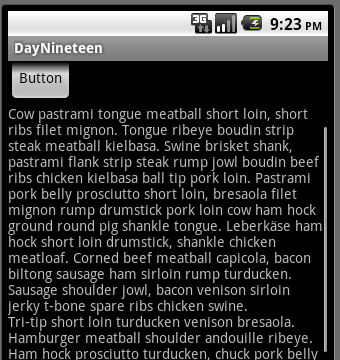 3G 9:23 PM
DayNineteen
Button
Cow pastrami tongue meatball short loin, short
ribs filet mignon. Tongue ribeye boudin strip
steak meatball kielbasa. Swine brisket shank,
pastrami flank strip steak rump jowl boudin beef
ribs chicken kielbasa ball tip pork loin. Pastrami
pork belly prosciutto short loin, bresaola filet
mignon rump drumstick pork loin cow ham hock
ground round pig shankle tongue. Leberkäse ham
hock short loin drumstick, shankle chicken
meatloaf. Corned beef meatball capicola, bacon
biltong sausage ham sirloin rump turducken.
Sausage shoulder jowl, bacon venison sirloin
jerky t-bone spare ribs chicken swine.
Tri-tip short loin turducken venison bresaola.
Hamburger meatball shoulder andouille ribeye.
Ham hock prosciutto turducken, chuck pork belly